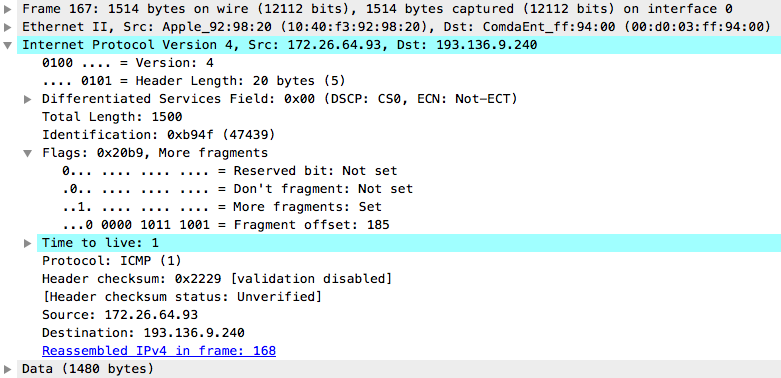 Frame 167: 1514 bytes on wire (12112 bits), 1514 bytes captured (12112 bits) on interface 0
Ethernet II, Src: Apple_92:98:20 (10:40:f3:92:98:20), Dst: ComdaEnt_ff:94:00 (00:d0:03:ff:94:00)
Internet Protocol Version 4, Src: 172.26.64.93, Dst: 193.136.9.240
0100 .... = Version: 4
.... 0101 = Header Length: 20 bytes (5)
Differentiated Services Field: 0x00 (DSCP: CS0, ECN: Not-ECT)
Total Length: 1500
Identification: 0xb94f (47439)
Flags: 0x20b9, More fragments
0... .... .... .... = Reserved bit: Not set
.0.. .... .... .... = Don't fragment: Not set
..1. .... .... .... = More fragments: Set
...0 0000 1011 1001 = Fragment offset: 185
Time to live: 1
Protocol: ICMP (1)
Header checksum: 0x2229 [validation disabled]
[Header checksum status: Unverified]
Source: 172.26.64.93
Destination: 193.136.9.240
Reassembled IPv4 in frame: 168
Data (1480 bytes)